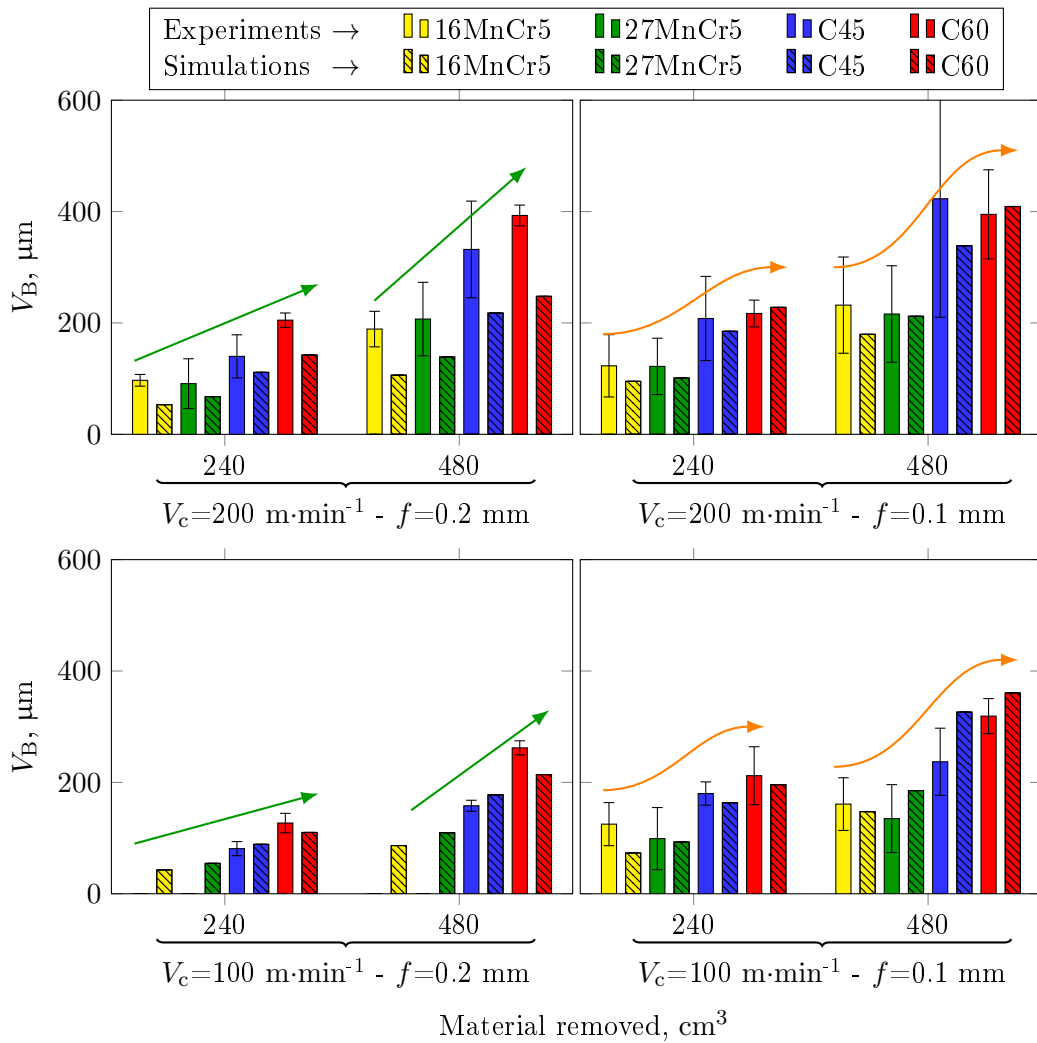 Experiments → 16MnCr5 27MnCr5 C45 C60
Simulations → 16MnCr5 27MnCr5 C45 C60
600
400
200
0
V_B, µm
240 480
240 480
V_c=200 m·min⁻¹ - f=0.2 mm
V_c=200 m·min⁻¹ - f=0.1 mm
600
400
200
0
V_B, µm
240 480
240 480
V_c=100 m·min⁻¹ - f=0.2 mm
V_c=100 m·min⁻¹ - f=0.1 mm
Material removed, cm³